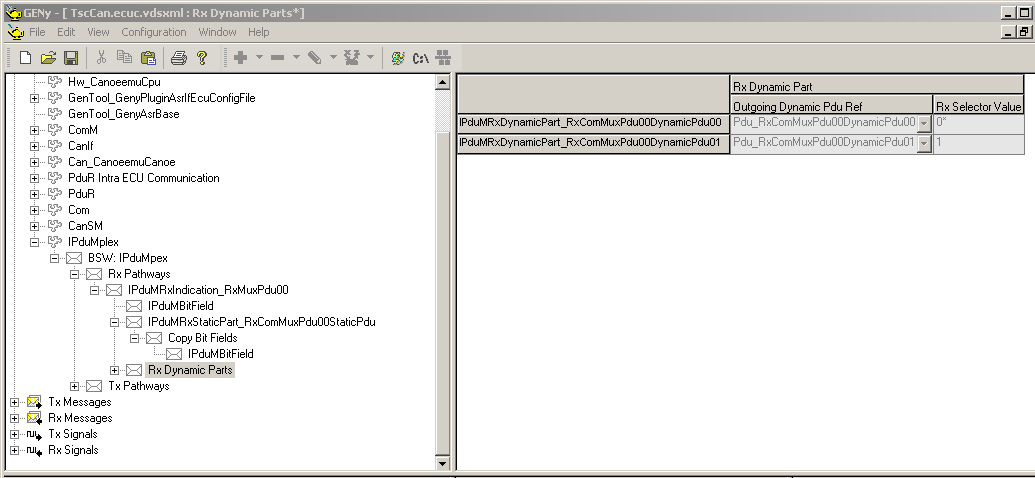 GENy - [ TscCan.ecuc.vdsxml : Rx Dynamic Parts*]
File Edit View Components Configuration Window Help
C:\
Hw_CanoeemuCpu
GenTool_GenyPluginAsrIfEcuConfigFile
GenTool_GenyAsrBase
ComM
CanIf
Can_CanoeemuCanoe
PduR Intra ECU Communication
PduR
Com
CanSM
IPduMplex
BSW: IPduMpex
Rx Pathways
IPduMRxIndication_RxMuxPdu00
IPduMBitField
IPduMRxStaticPart_RxComMuxPdu00StaticPdu
Copy Bit Fields
IPduMBitField
Rx Dynamic Parts
Tx Pathways
Tx Messages
Rx Messages
Tx Signals
Rx Signals
Rx Dynamic Part
Outgoing Dynamic Pdu Ref Rx Selector Value
IPduMRxDynamicPart_RxComMuxPdu00DynamicPdu00 Pdu_RxComMuxPdu00DynamicPdu00 0*
IPduMRxDynamicPart_RxComMuxPdu00DynamicPdu01 Pdu_RxComMuxPdu00DynamicPdu01 1